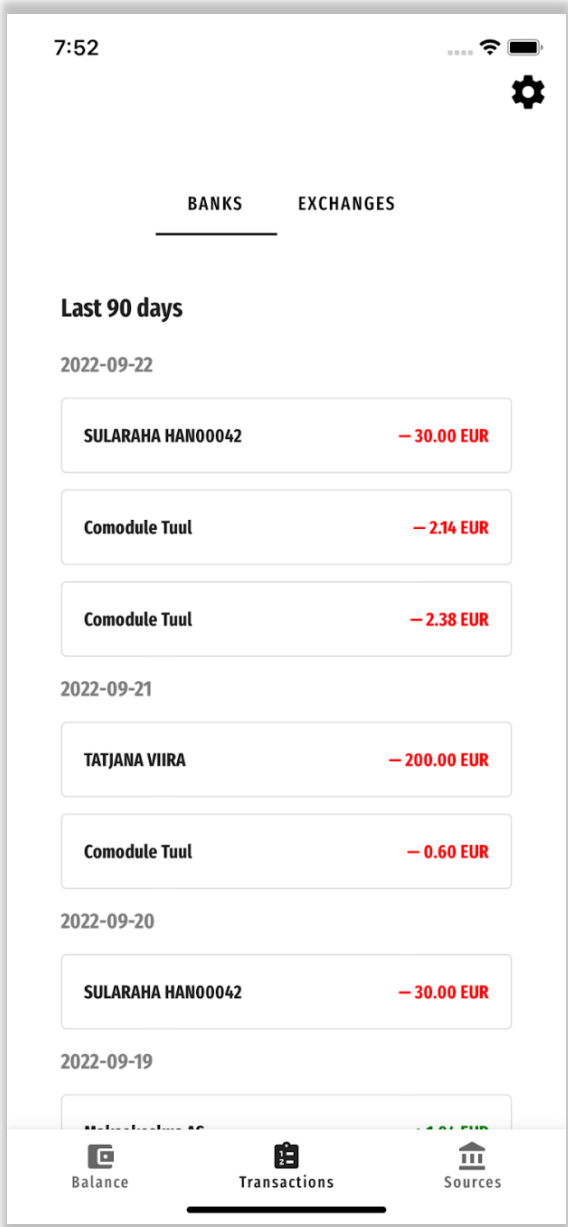 7:52
BANKS EXCHANGES
Last 90 days
2022-09-22
SULARAHA HAN00042 — 30.00 EUR
Comodule Tuul — 2.14 EUR
Comodule Tuul — 2.38 EUR
2022-09-21
TATJANA VIIRA — 200.00 EUR
Comodule Tuul — 0.60 EUR
2022-09-20
SULARAHA HAN00042 — 30.00 EUR
2022-09-19
Balance Transactions Sources